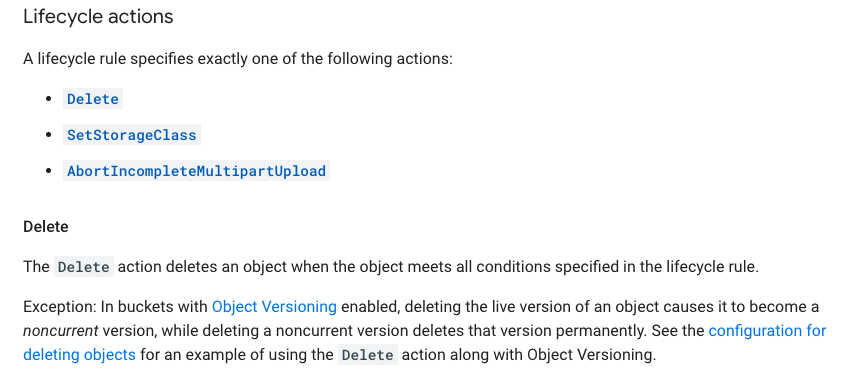 Lifecycle actions
A lifecycle rule specifies exactly one of the following actions:
• Delete
• SetStorageClass
• AbortIncompleteMultipartUpload
Delete
The Delete action deletes an object when the object meets all conditions specified in the lifecycle rule.
Exception: In buckets with Object Versioning enabled, deleting the live version of an object causes it to become a
noncurrent version, while deleting a noncurrent version deletes that version permanently. See the configuration for
deleting objects for an example of using the Delete action along with Object Versioning.